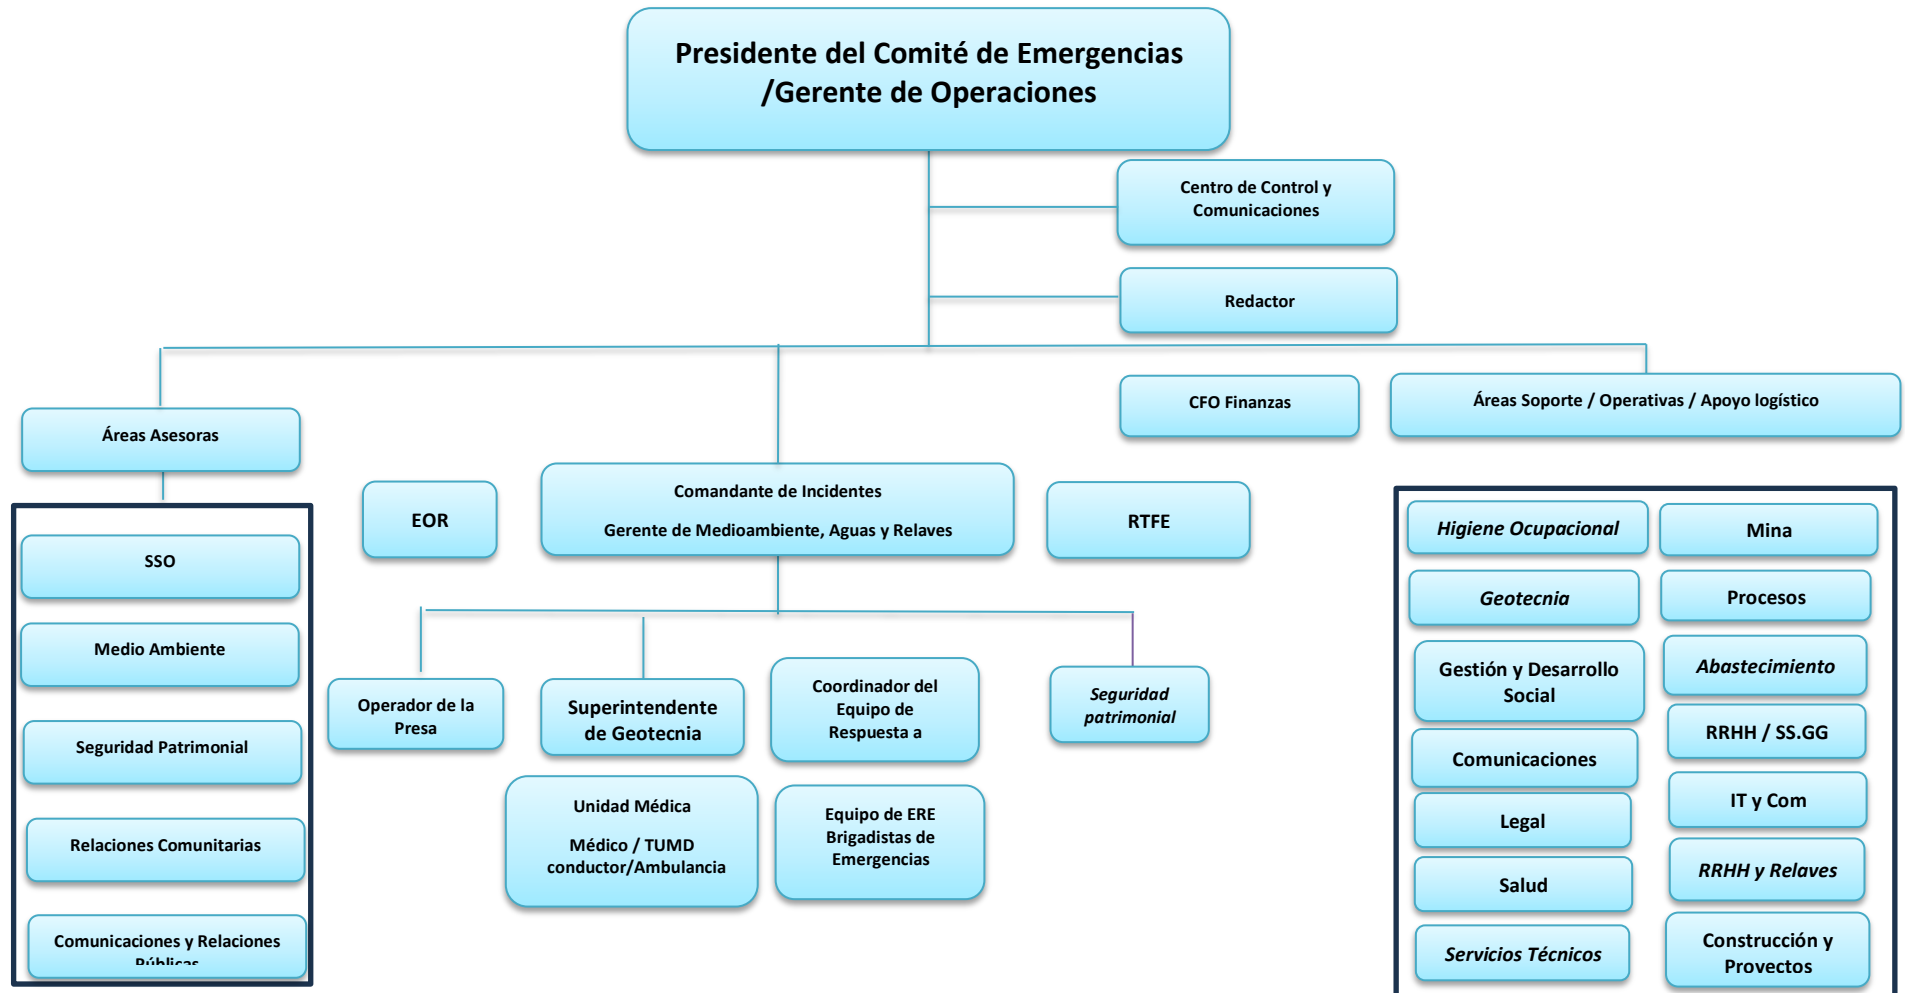 Presidente del Comité de Emergencias
/Gerente de Operaciones
Centro de Control y
Comunicaciones
Redactor
CFO Finanzas
Áreas Soporte / Operativas / Apoyo logístico
Áreas Asesoras
EOR
Comandante de Incidentes
Gerente de Medioambiente, Aguas y Relaves
RTFE
SSO
Medio Ambiente
Seguridad Patrimonial
Relaciones Comunitarias
Comunicaciones y Relaciones
Públicas
Operador de la
Presa
Superintendente
de Geotecnia
Coordinador del
Equipo de
Respuesta a
Seguridad
patrimonial
Unidad Médica
Médico / TUMD
conductor/Ambulancia
Equipo de ERE
Brigadistas de
Emergencias
Higiene Ocupacional
Geotecnia
Gestión y Desarrollo
Social
Comunicaciones
Legal
Salud
Servicios Técnicos
Mina
Procesos
Abastecimiento
RRHH / SS.GG
IT y Com
RRHH y Relaves
Construcción y
Proyectos